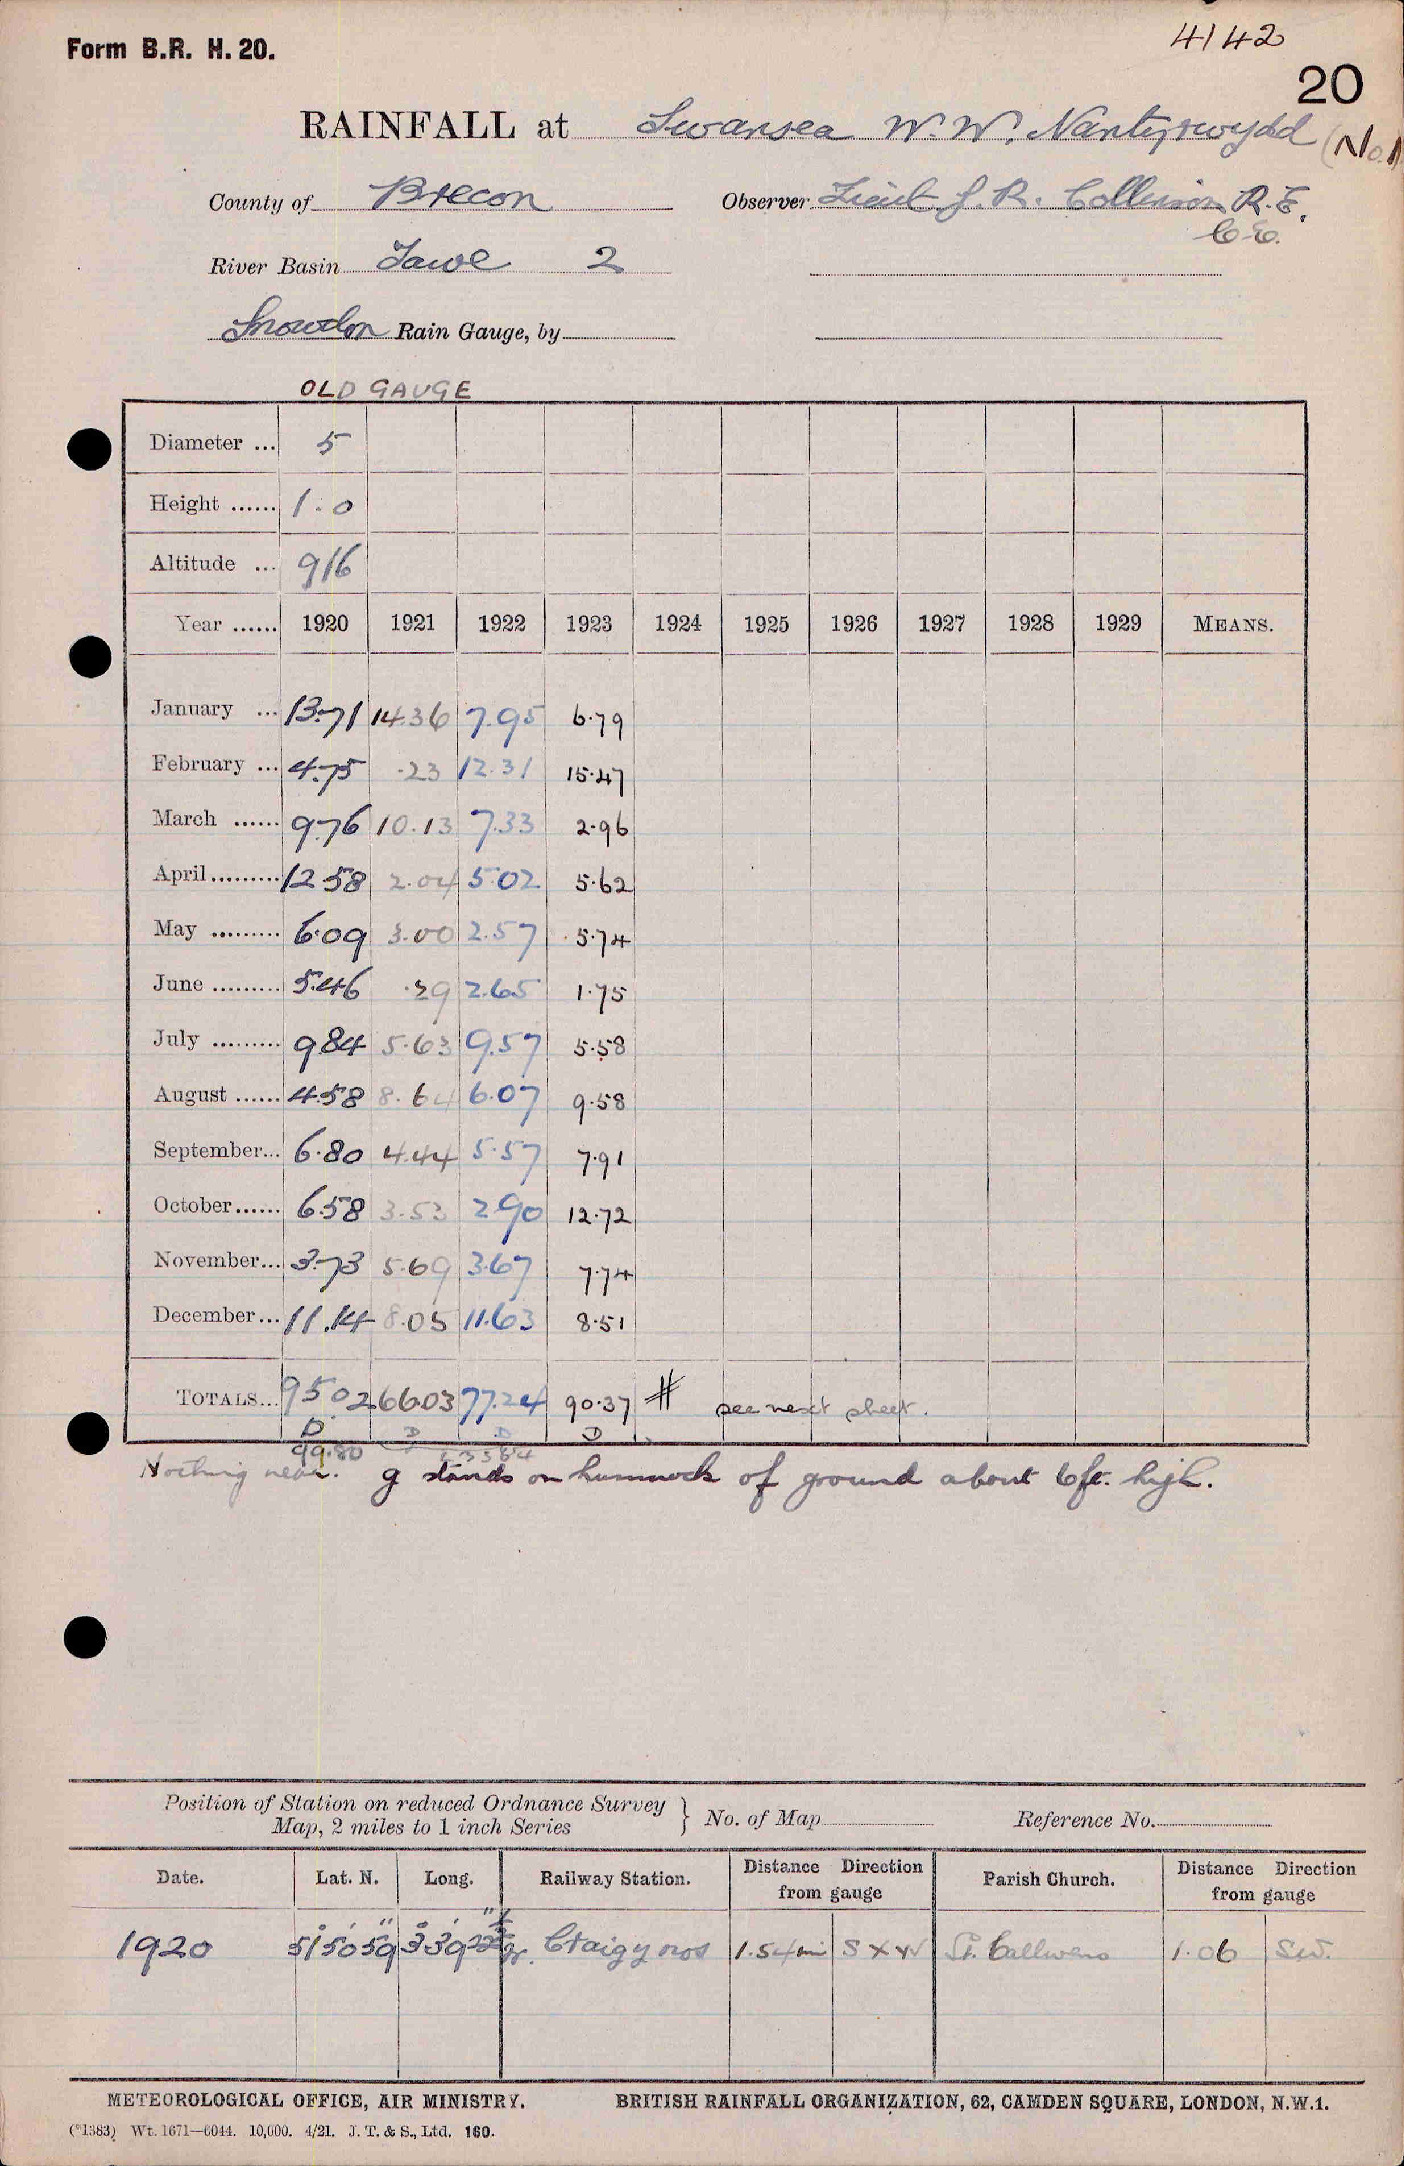 Form B.R. H. 20.
4142
20
RAINFALL at Swansea W.W. Nantyrwydd (No.1
County of Brecon Observer Lieut J. R. Collinson R.E.
C.E.
River Basin Tawe 2
Snowdon Rain Gauge, by
OLD GAUGE
Diameter ... 5
Height ...... 1.0
Altitude ... 916
Year ...... 1920 1921 1922 1923 1924 1925 1926 1927 1928 1929 MEANS.
January ... 13.71 14.36 7.95 6.79
February ... 4.75 .23 12.31 15.47
March ...... 9.76 10.13 7.33 2.96
April ......... 12 58 2.04 5.02 5.62
May ......... 6.09 3.00 2.57 5.74
June ......... 5.46 .29 2.65 1.75
July ......... 9 84 5.63 9.57 5.58
August ...... 4.58 8.64 6.07 9.58
September... 6.80 4.44 5.57 7.91
October ...... 6.58 3.53 2 90 12.72
November... 3.73 5.69 3.67 7.74
December... 11.14 8.05 11.63 8.51
TOTALS... 95 02 66.03 77.24 90.37 # see next sheet.
D D D D
99.80
Nothing near. g stands on hummock of ground about 6ft. high.
Position of Station on reduced Ordnance Survey } No. of Map Reference No.
Map, 2 miles to 1 inch Series
Date. Lat. N. Long. Railway Station. Distance Direction Parish Church. Distance Direction
from gauge from gauge
1920 51° 50' 59" 3° 39' 22" Craigynos 1.54 mi S x W St. Callwens 1.06 SW.
METEOROLOGICAL OFFICE, AIR MINISTRY. BRITISH RAINFALL ORGANIZATION, 62, CAMDEN SQUARE, LONDON, N.W.1.
(*1383) Wt. 1671—6044. 10,000. 4/21. J. T. & S., Ltd. 160.